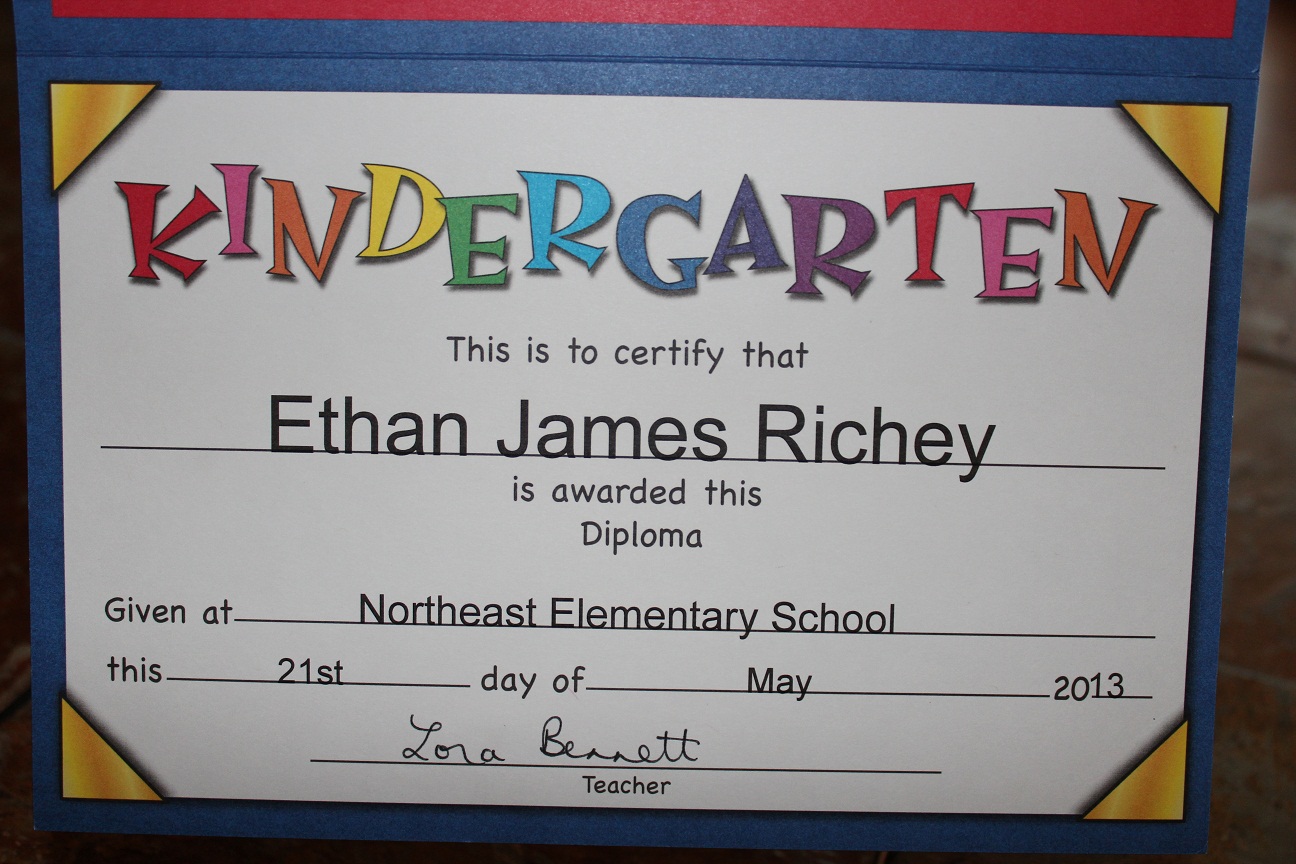 KINDERGARTEN
This is to certify that
Ethan James Richey
is awarded this
Diploma
Given at Northeast Elementary School
this 21st day of May 2013
Lora Bennett
Teacher